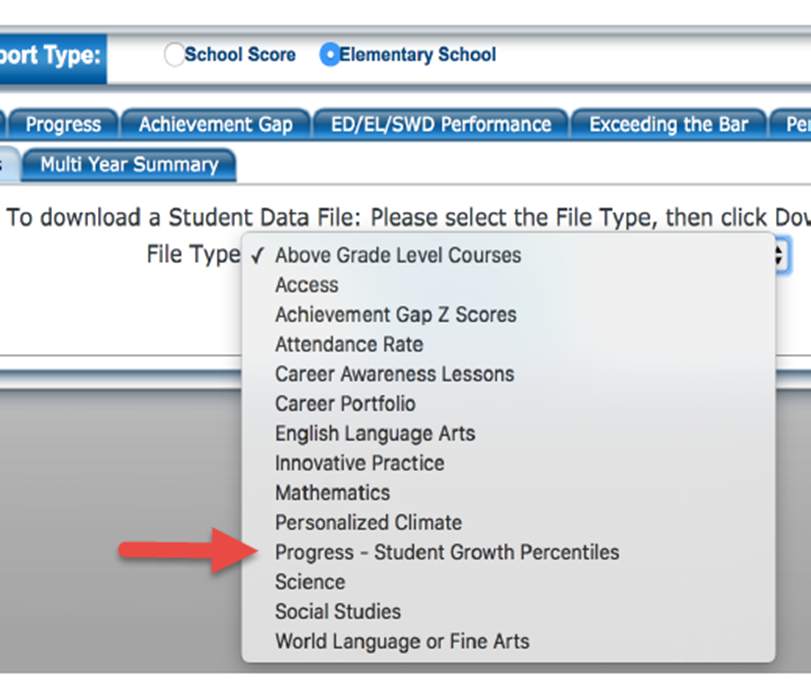 port Type: School Score Elementary School
Progress Achievement Gap ED/EL/SWD Performance Exceeding the Bar Per
s Multi Year Summary
To download a Student Data File: Please select the File Type, then click Dow
File Type ✓ Above Grade Level Courses
Access
Achievement Gap Z Scores
Attendance Rate
Career Awareness Lessons
Career Portfolio
English Language Arts
Innovative Practice
Mathematics
Personalized Climate
Progress - Student Growth Percentiles
Science
Social Studies
World Language or Fine Arts